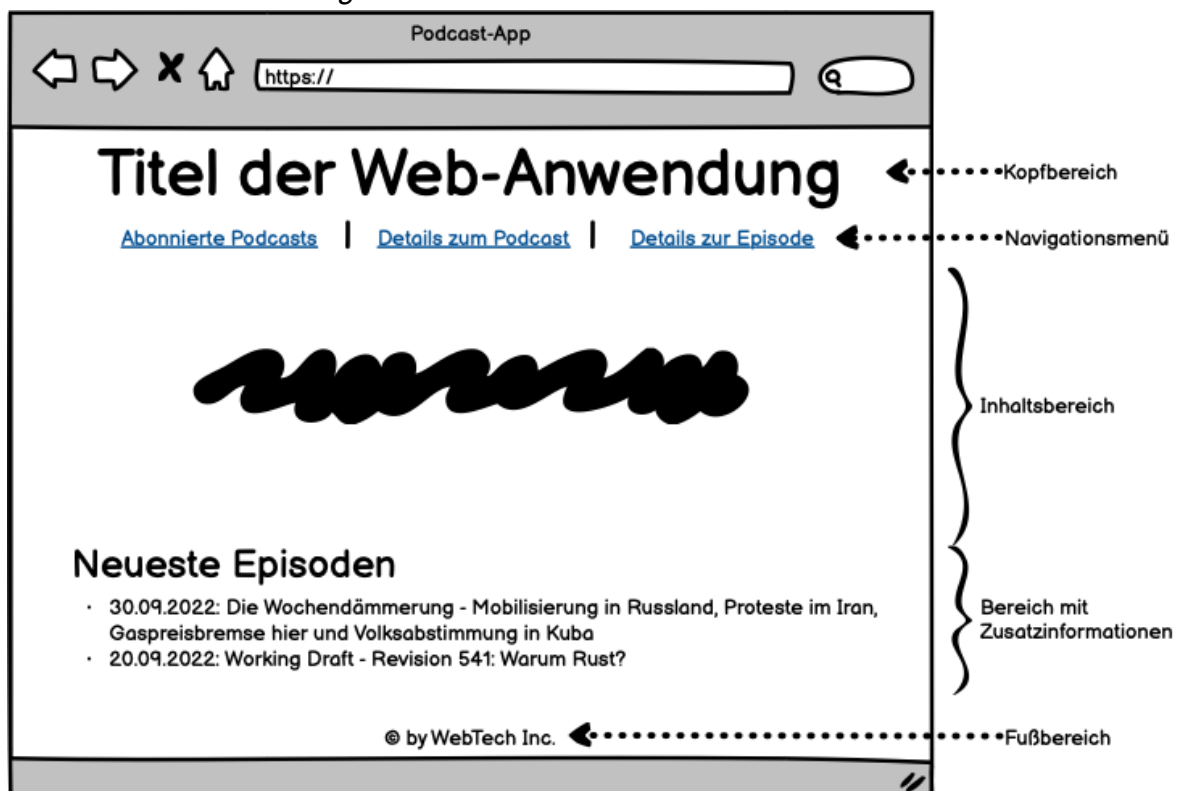 Podcast-App
https://
Titel der Web-Anwendung
Kopfbereich
Abonnierte Podcasts | Details zum Podcast | Details zur Episode
Navigationsmenü
Inhaltsbereich
Neueste Episoden
· 30.09.2022: Die Wochendämmerung - Mobilisierung in Russland, Proteste im Iran,
Gaspreisbremse hier und Volksabstimmung in Kuba
· 20.09.2022: Working Draft - Revision 541: Warum Rust?
Bereich mit
Zusatzinformationen
© by WebTech Inc.
Fußbereich